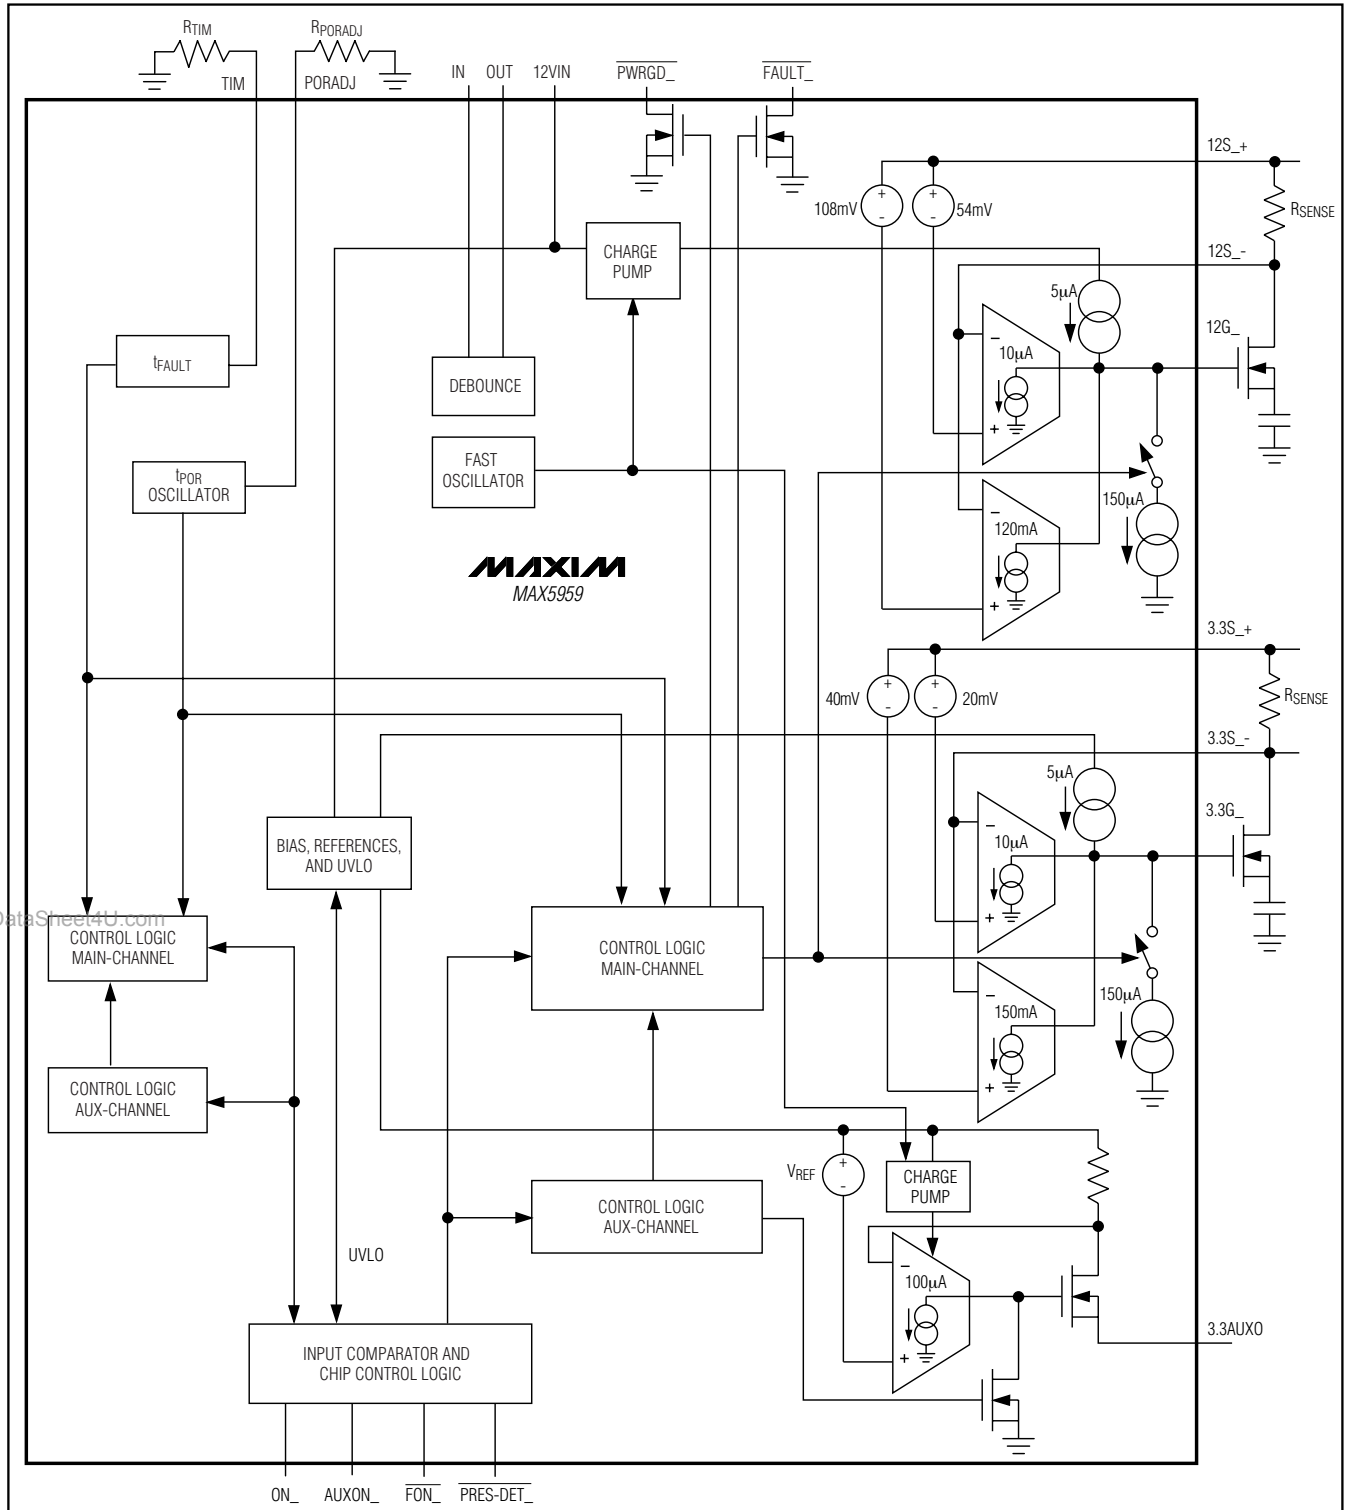 RTIM
RPORADJ
TIM
PORADJ
IN
OUT
12VIN
PWRGD_
FAULT_
12S_+
108mV
+
-
+
-
54mV
RSENSE
CHARGE
PUMP
12S_-
5µA
12G_
-
10µA
+
tFAULT
DEBOUNCE
FAST
OSCILLATOR
tPOR
OSCILLATOR
150µA
-
120mA
+
MAXIM
MAX5959
3.3S_+
40mV
+
-
+
-
20mV
RSENSE
3.3S_-
5µA
3.3G_
-
10µA
+
BIAS, REFERENCES,
AND UVLO
DataSheet4U.com
CONTROL LOGIC
MAIN-CHANNEL
CONTROL LOGIC
MAIN-CHANNEL
150µA
-
150mA
+
CONTROL LOGIC
AUX-CHANNEL
VREF
+
-
CHARGE
PUMP
CONTROL LOGIC
AUX-CHANNEL
UVLO
-
100µA
+
3.3AUXO
INPUT COMPARATOR AND
CHIP CONTROL LOGIC
ON_
AUXON_
FON_
PRES-DET_